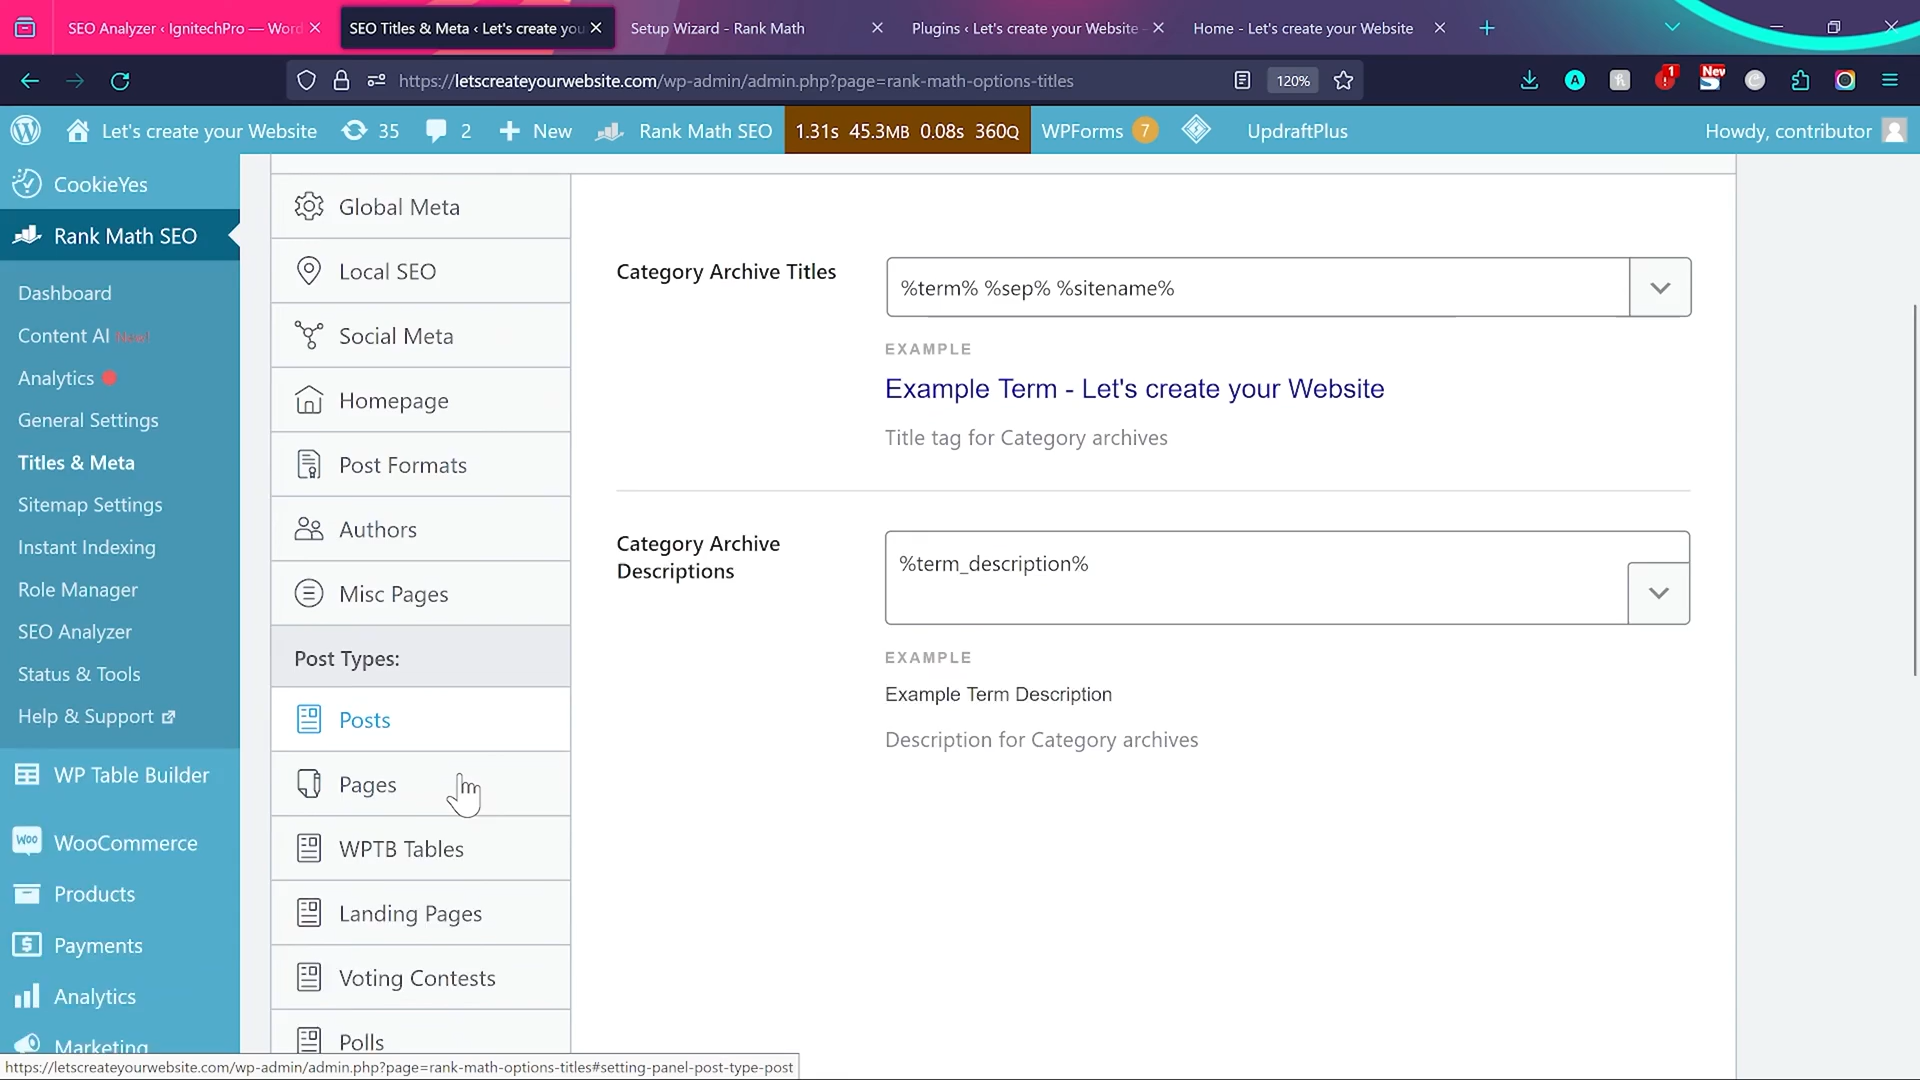 SEO Analyzer ‹ IgnitechPro — Word
SEO Titles & Meta ‹ Let's create you
Setup Wizard - Rank Math
Plugins ‹ Let's create your Website
Home - Let's create your Website
https://letscreateyourwebsite.com/wp-admin/admin.php?page=rank-math-options-titles
120%
A
1
New
Let's create your Website
35
2
New
Rank Math SEO
1.31s 45.3MB 0.08s 360Q
WPForms 7
UpdraftPlus
Howdy, contributor
CookieYes
Rank Math SEO
Dashboard
Content AI New!
Analytics
General Settings
Titles & Meta
Sitemap Settings
Instant Indexing
Role Manager
SEO Analyzer
Status & Tools
Help & Support
WP Table Builder
WOO WooCommerce
Products
Payments
Analytics
Marketing
Global Meta
Local SEO
Social Meta
Homepage
Post Formats
Authors
Misc Pages
Post Types:
Posts
Pages
WPTB Tables
Landing Pages
Voting Contests
Polls
Category Archive Titles
%term% %sep% %sitename%
EXAMPLE
Example Term - Let's create your Website
Title tag for Category archives
Category Archive
Descriptions
%term_description%
EXAMPLE
Example Term Description
Description for Category archives
https://letscreateyourwebsite.com/wp-admin/admin.php?page=rank-math-options-titles#setting-panel-post-type-post